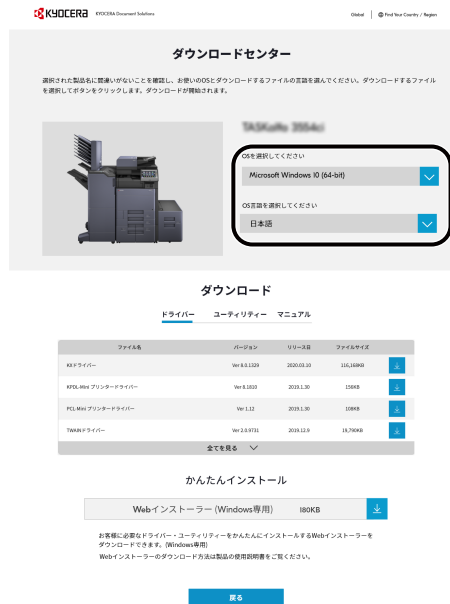 KYOCERA KYOCERA Document Solutions Global Find Your Country / Region
ダウンロードセンター
選択された製品名に間違いがないことを確認し、お使いのOSとダウンロードするファイルの言語を選んでください。ダウンロードするファイル
を選択してボタンをクリックします。ダウンロードが開始されます。
TASKalfa 3554ci
OSを選択してください
Microsoft Windows 10 (64-bit)
OS言語を選択してください
日本語
ダウンロード
ドライバー ユーティリティー マニュアル
ファイル名 バージョン リリース日 ファイルサイズ
KXドライバー Ver 8.0.1329 2020.03.10 116,168KB
KPDL-Mini プリンタードライバー Ver 8.1810 2019.1.30 156KB
PCL-Mini プリンタードライバー Ver 1.12 2019.1.30 108KB
TWAINドライバー Ver 2.0.9731 2019.12.9 19,790KB
全てを見る
かんたんインストール
Webインストーラー (Windows専用) 180KB
お客様に必要なドライバー・ユーティリティーをかんたんにインストールするWebインストーラーを
ダウンロードできます。(Windows専用)
Webインストーラーのダウンロード方法は製品の使用説明書をご覧ください。
戻る